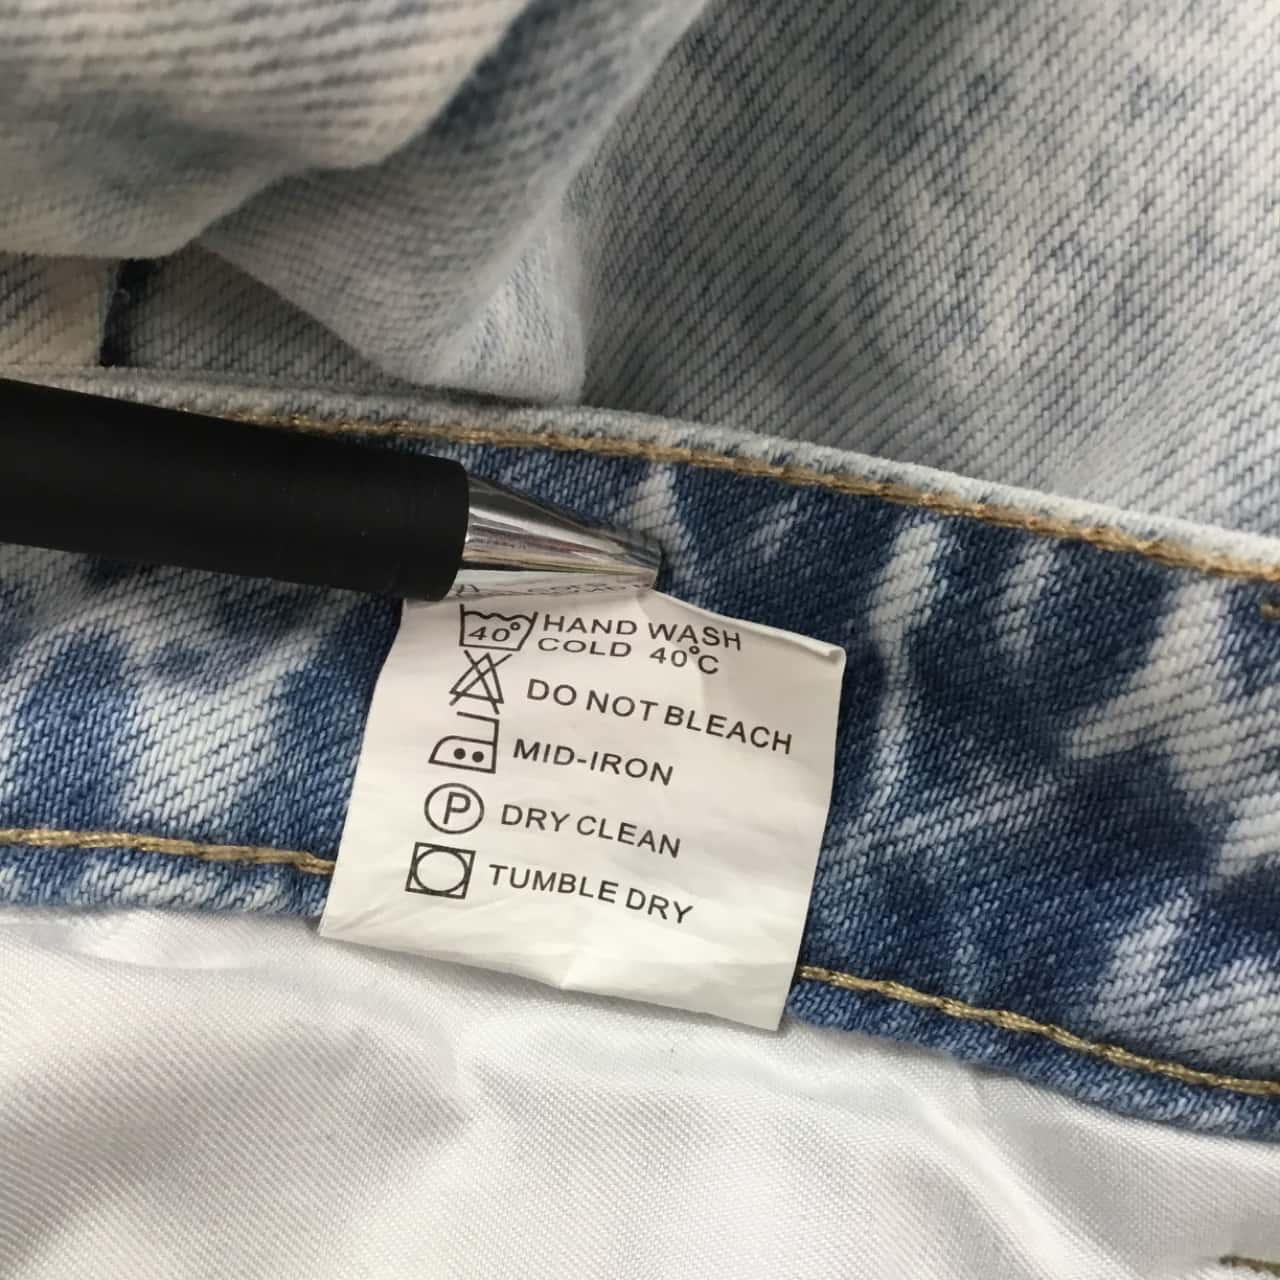 40° HAND WASH
COLD 40°C
DO NOT BLEACH
MID-IRON
P DRY CLEAN
TUMBLE DRY